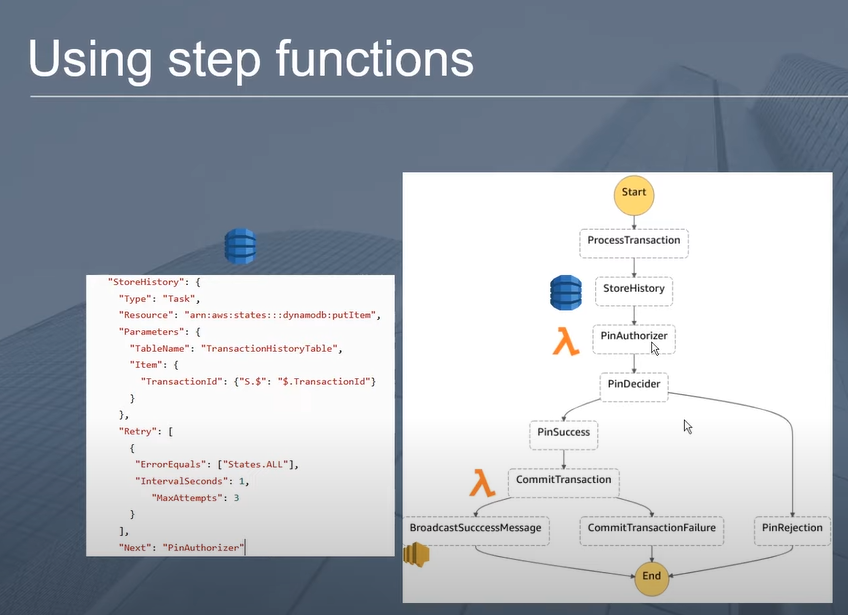 Using step functions
"StoreHistory": {
"Type": "Task",
"Resource": "arn:aws:states:::dynamodb:putItem",
"Parameters": {
"TableName": "TransactionHistoryTable",
"Item": {
"TransactionId": {"S.$": "$.TransactionId"}
}
},
"Retry": [
{
"ErrorEquals": ["States.ALL"],
"IntervalSeconds": 1,
"MaxAttempts": 3
}
],
"Next": "PinAuthorizer"
Start
ProcessTransaction
StoreHistory
PinAuthorizer
PinDecider
PinSuccess
CommitTransaction
BroadcastSucccessMessage
CommitTransactionFailure
PinRejection
End